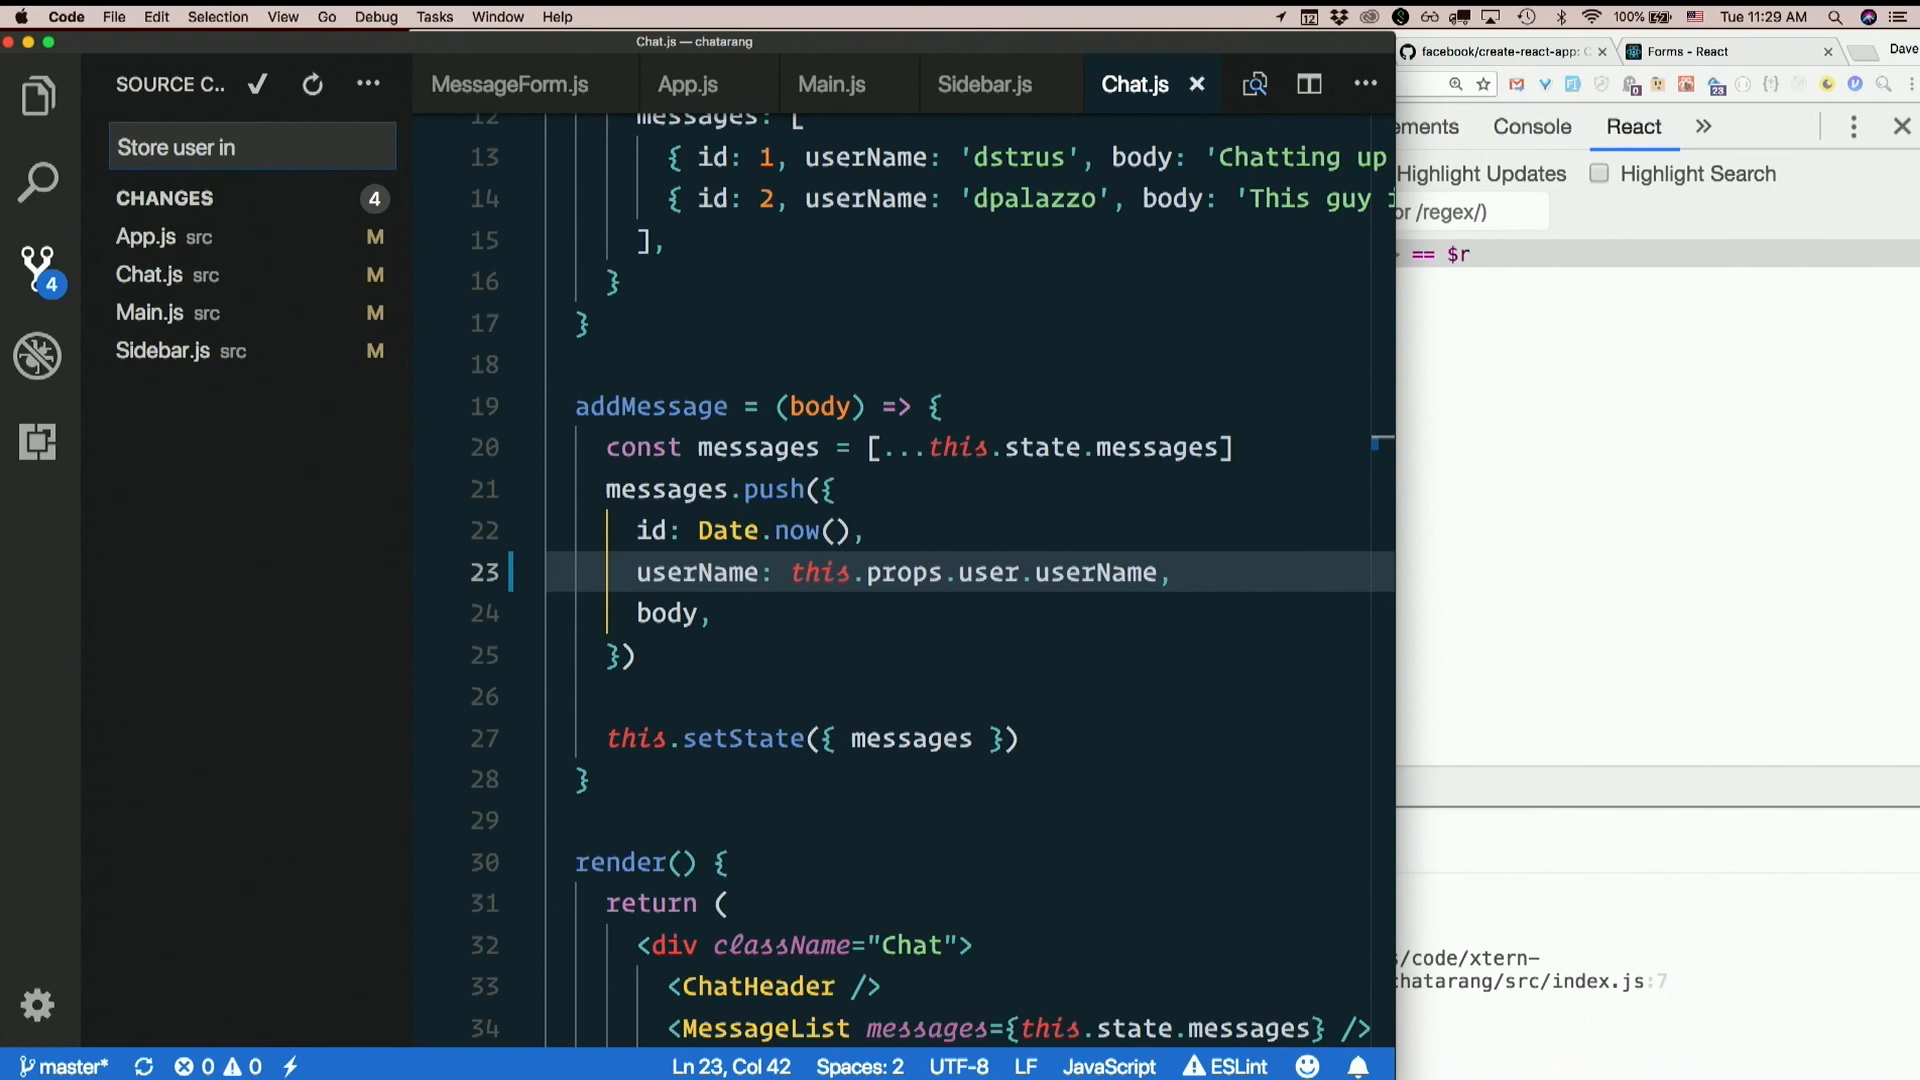 Code File Edit Selection View Go Debug Tasks Window Help
12 100% Tue 11:29 AM
Chat.js — chatarang
facebook/create-react-app: C
Forms - React
Dave
SOURCE C..
MessageForm.js App.js Main.js Sidebar.js Chat.js
0 23
ements Console React
Store user in
CHANGES 4
App.js src M
Chat.js src M
Main.js src M
Sidebar.js src M
4
12 messages: [
13 { id: 1, userName: 'dstrus', body: 'Chatting up
14 { id: 2, userName: 'dpalazzo', body: 'This guy i
15 ],
16 }
17 }
18
19 addMessage = (body) => {
20 const messages = [...this.state.messages]
21 messages.push({
22 id: Date.now(),
23 userName: this.props.user.userName,
24 body,
25 })
26
27 this.setState({ messages })
28 }
29
30 render() {
31 return (
32 <div className="Chat">
33 <ChatHeader />
34 <MessageList messages={this.state.messages} />
Highlight Updates Highlight Search
or /regex/)
== $r
s/code/xtern-
chatarang/src/index.js:7
master* 0 0 Ln 23, Col 42 Spaces: 2 UTF-8 LF JavaScript ESLint